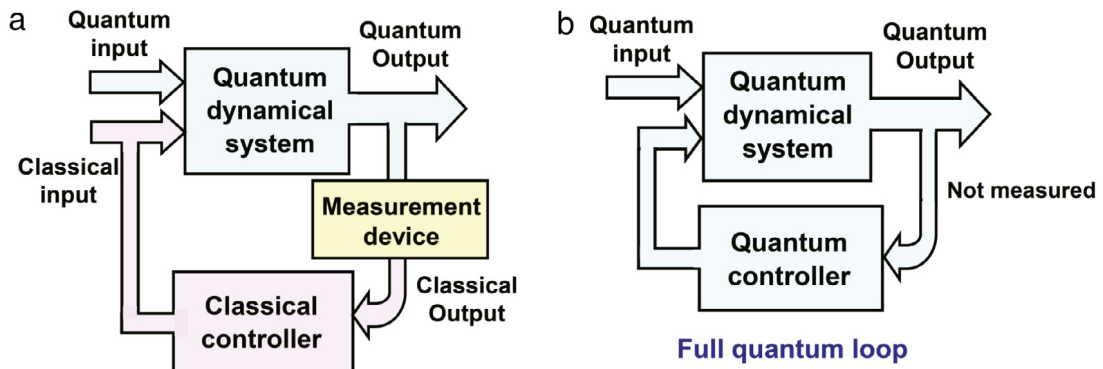 a
Quantum
input
Quantum
Output
Quantum
dynamical
system
Classical
input
Measurement
device
Classical
Output
Classical
controller
b
Quantum
input
Quantum
Output
Quantum
dynamical
system
Not measured
Quantum
controller
Full quantum loop